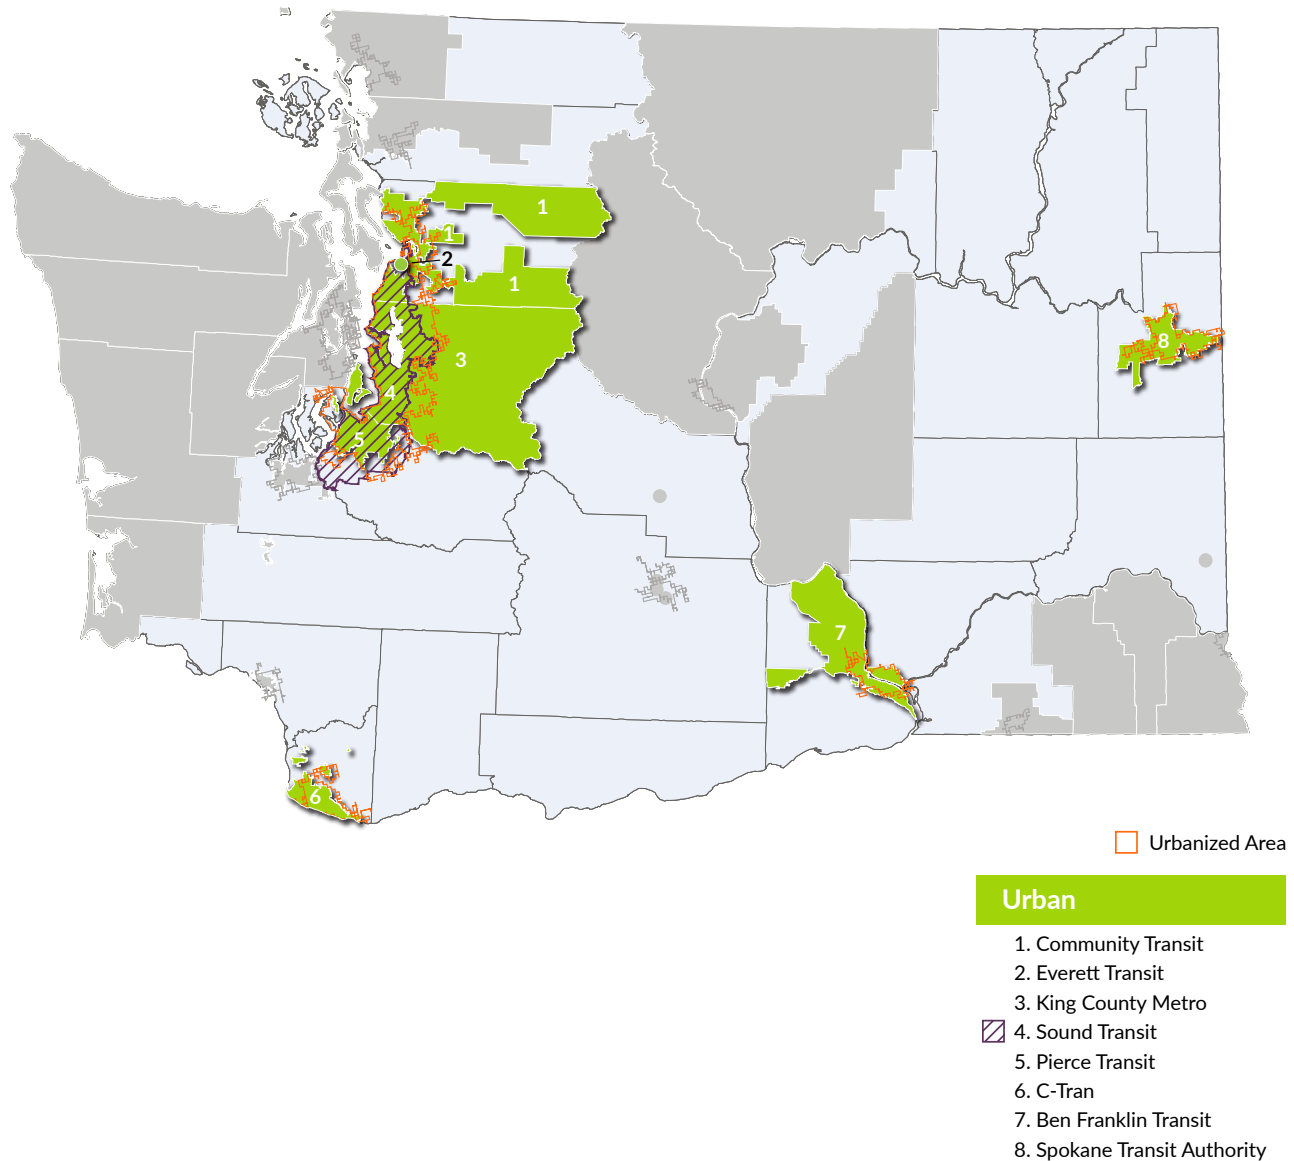 1
1
2
1
3
8
4
5
7
6
Urbanized Area
Urban
1. Community Transit
2. Everett Transit
3. King County Metro
4. Sound Transit
5. Pierce Transit
6. C-Tran
7. Ben Franklin Transit
8. Spokane Transit Authority